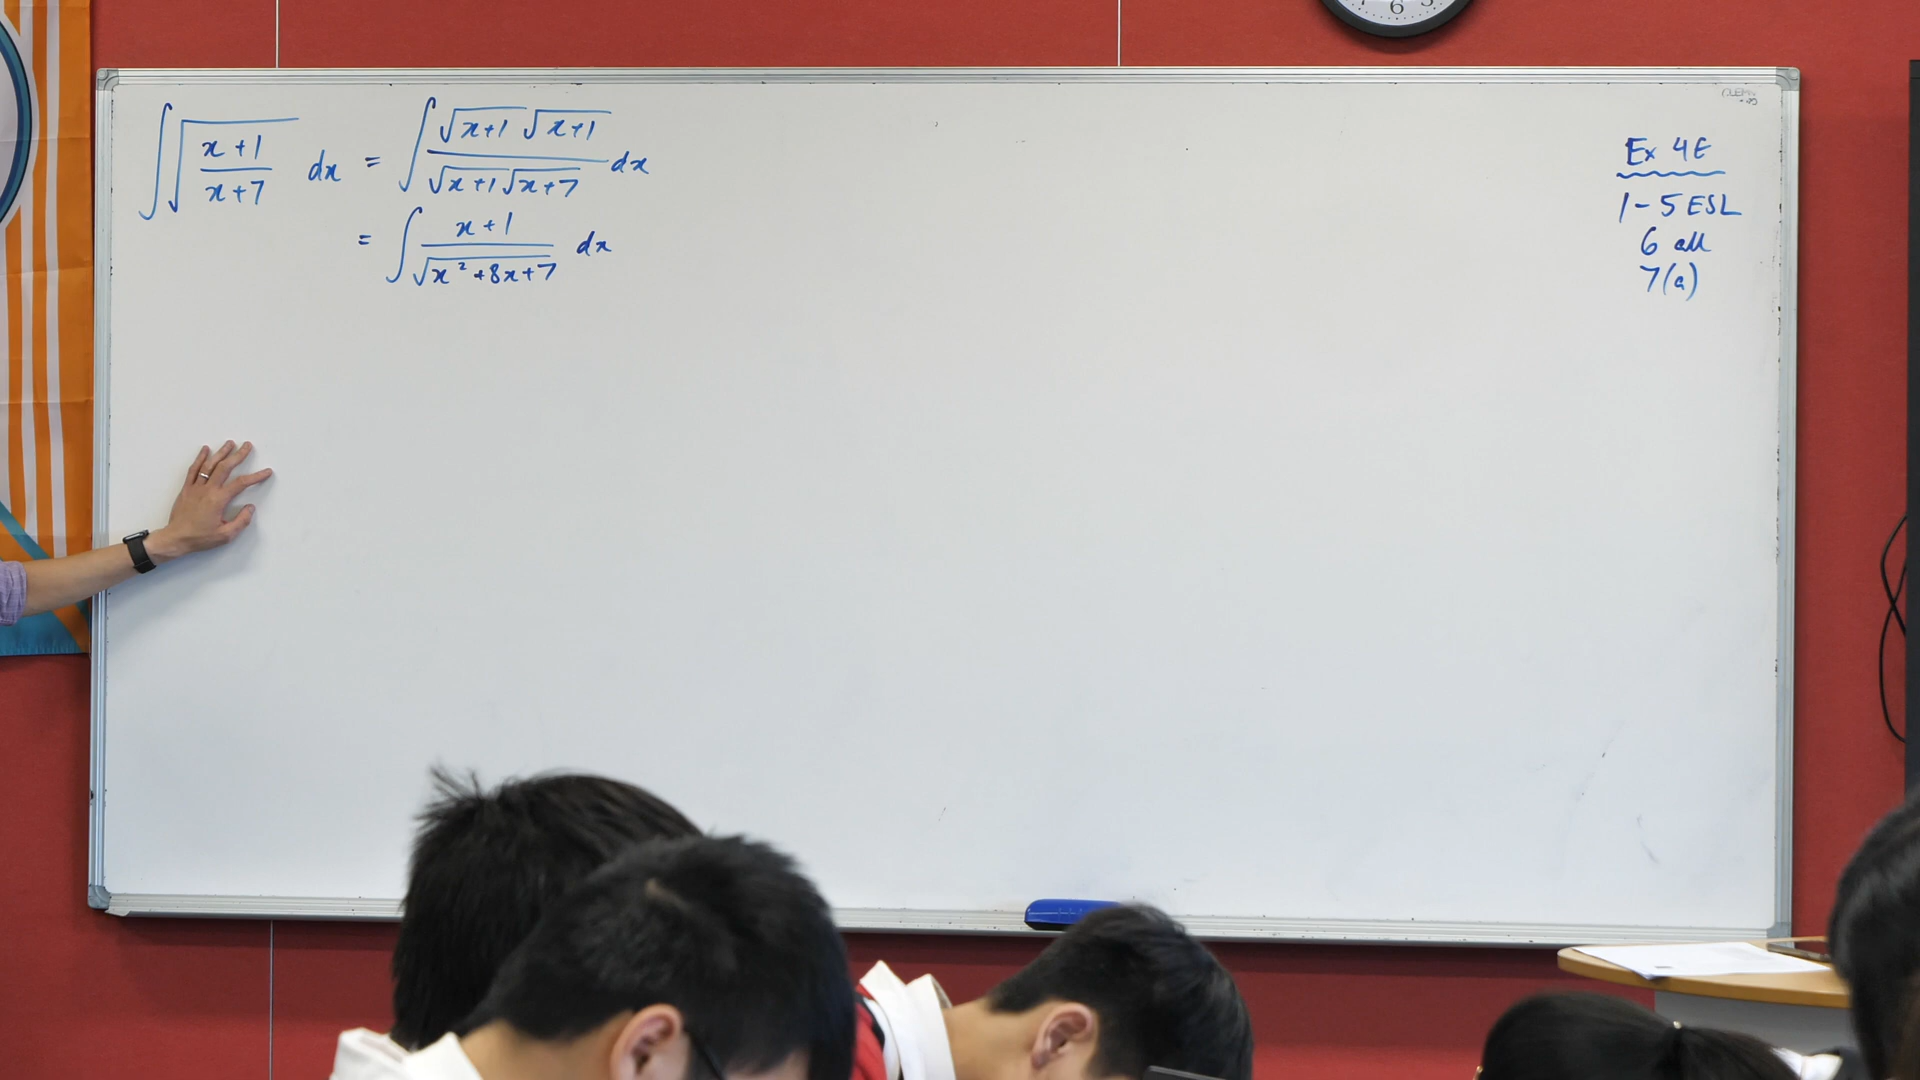 ∫ √((x+1)/(x+7)) dx = ∫ (√(x+1) √(x+1))/(√(x+1) √(x+7)) dx
= ∫ (x+1)/√(x²+8x+7) dx
Ex 4E
1-5 ESL
6 all
7(a)
6